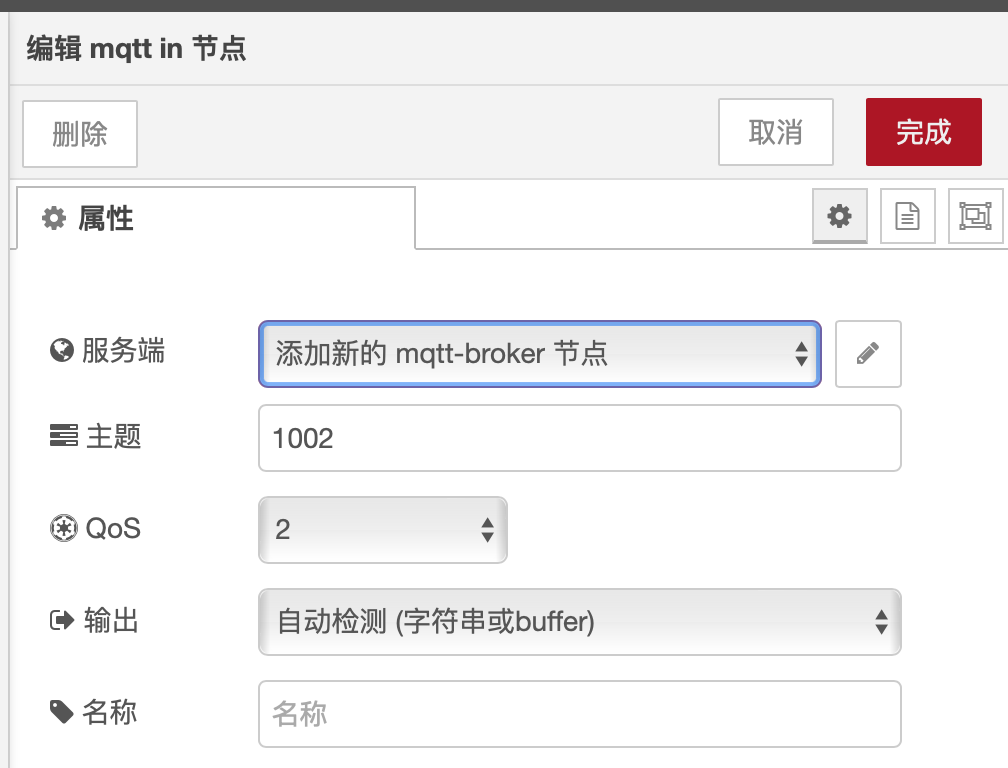 编辑 mqtt in 节点
删除 取消 完成
属性
服务端 添加新的 mqtt-broker 节点
主题 1002
QoS 2
输出 自动检测 (字符串或buffer)
名称 名称